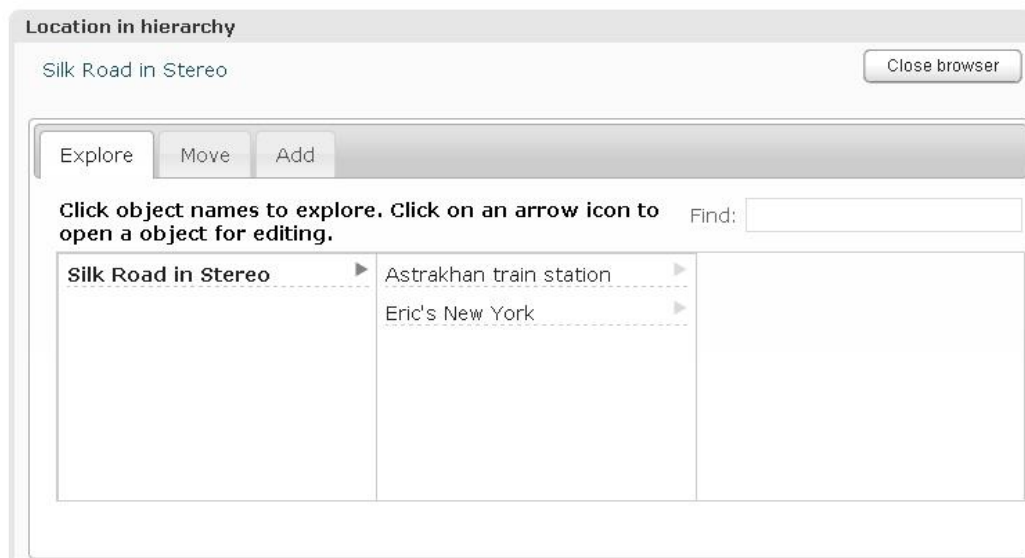 Location in hierarchy
Silk Road in Stereo
Close browser
Explore Move Add
Click object names to explore. Click on an arrow icon to
open a object for editing.
Find:
Silk Road in Stereo
Astrakhan train station
Eric's New York